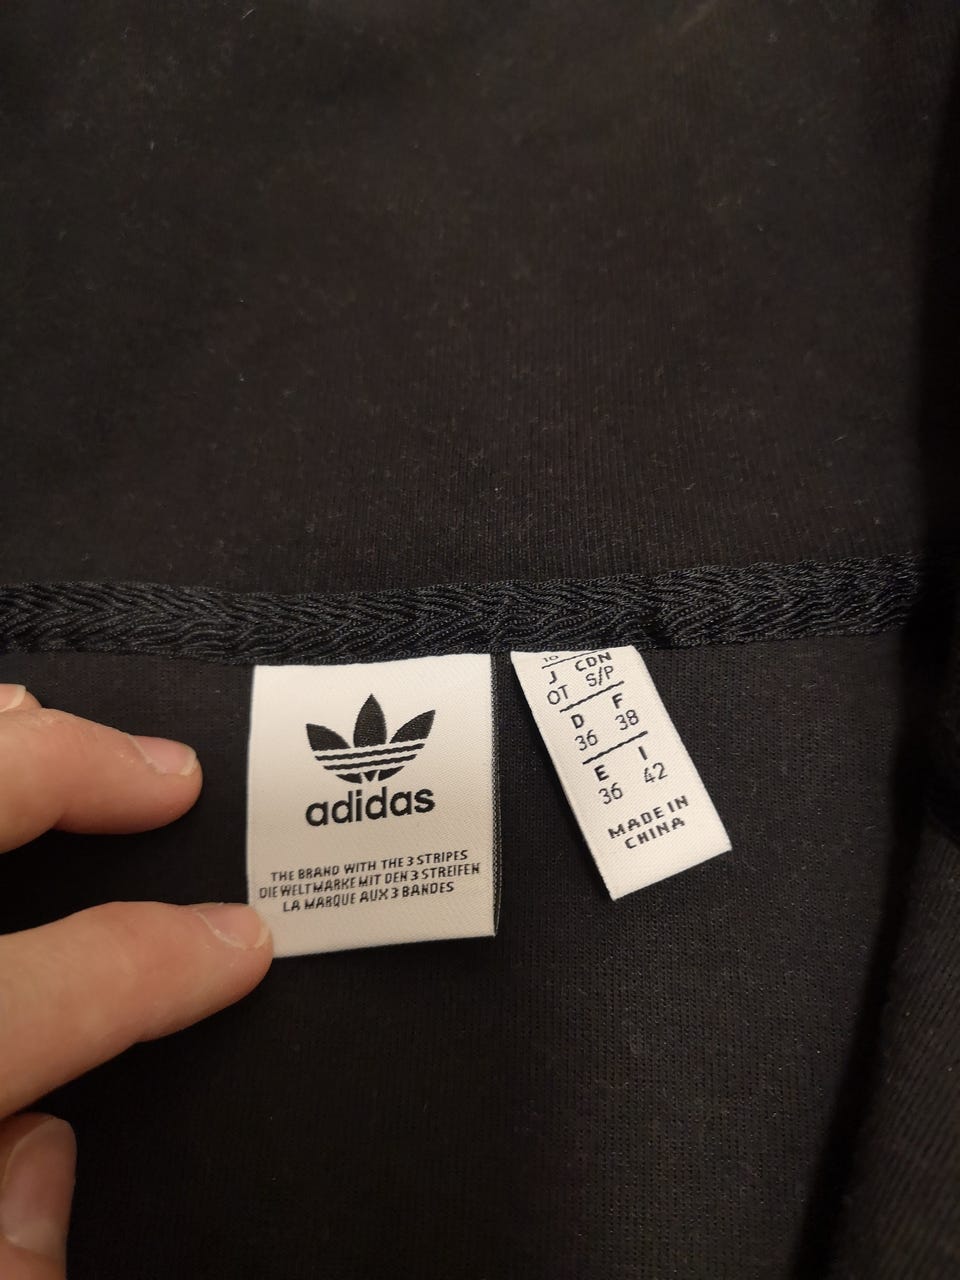 adidas
THE BRAND WITH THE 3 STRIPES
DIE WELTMARKE MIT DEN 3 STREIFEN
LA MARQUE AUX 3 BANDES
J CDN
OT S/P
D F
36 38
E I
36 42
MADE IN
CHINA